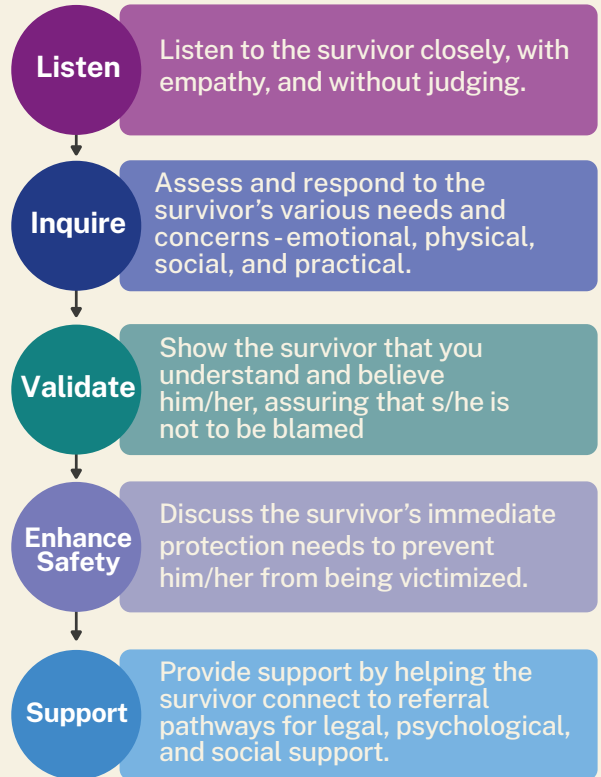 Listen
Listen to the survivor closely, with
empathy, and without judging.
Inquire
Assess and respond to the
survivor’s various needs and
concerns - emotional, physical,
social, and practical.
Validate
Show the survivor that you
understand and believe
him/her, assuring that s/he is
not to be blamed
Enhance
Safety
Discuss the survivor’s immediate
protection needs to prevent
him/her from being victimized.
Support
Provide support by helping the
survivor connect to referral
pathways for legal, psychological,
and social support.